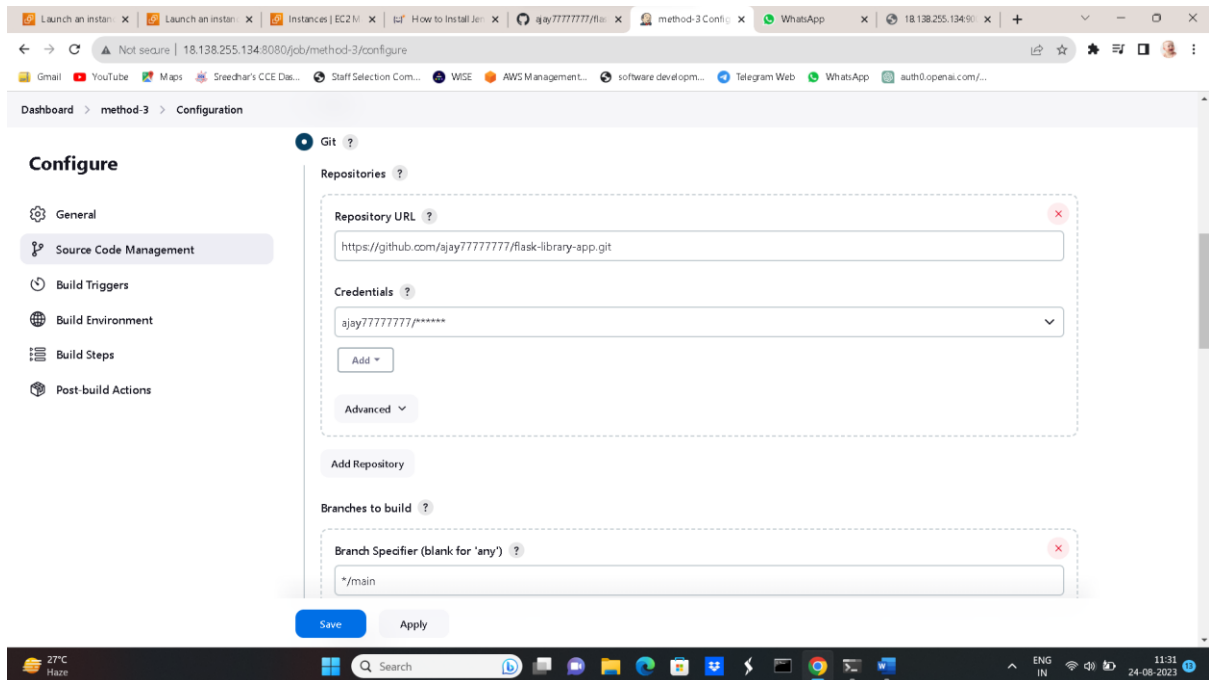 Launch an instan
Launch an instan
Instances | EC2 M
How to Install Jen
ajay77777777/flas
method-3 Config
WhatsApp
18.138.255.134:90
Not secure | 18.138.255.134:8080/job/method-3/configure
Gmail
YouTube
Maps
Sreedhar's CCE Das...
Staff Selection Com...
WISE
AWS Management...
software developm...
Telegram Web
WhatsApp
auth0.openai.com/...
Dashboard > method-3 > Configuration
Configure
General
Source Code Management
Build Triggers
Build Environment
Build Steps
Post-build Actions
Git ?
Repositories ?
Repository URL ?
https://github.com/ajay77777777/flask-library-app.git
Credentials ?
ajay77777777/******
Add
Advanced
Add Repository
Branches to build ?
Branch Specifier (blank for 'any') ?
*/main
Save
Apply
27°C
Haze
Search
ENG
IN
11:31
24-08-2023
13